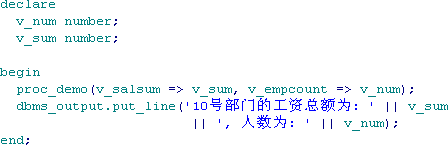 declare
  v_num number;
  v_sum number;
begin
  proc_demo(v_salsum => v_sum, v_empcount => v_num);
  dbms_output.put_line('10号部门的工资总额为：' || v_sum
                       || '，人数为：' || v_num);
end;